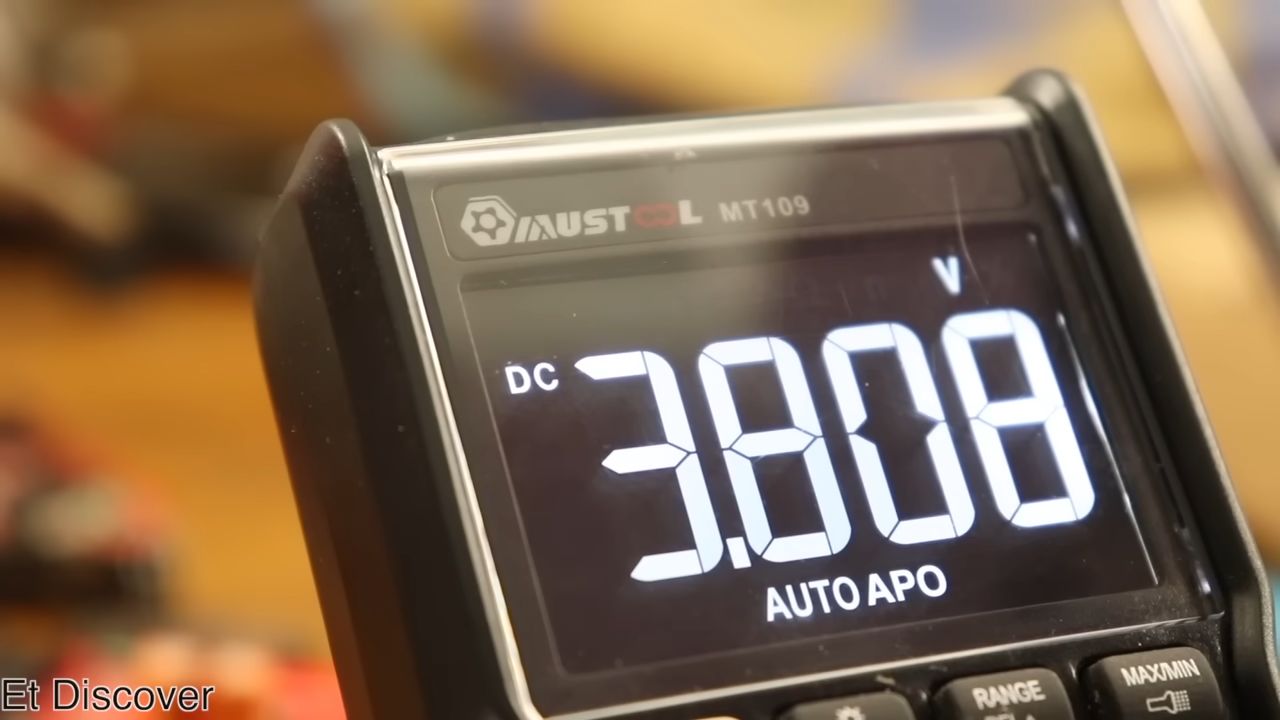 MUSTOOL MT109
V
DC 3.808
AUTO APO
RANGE
MAX/MIN
Et Discover